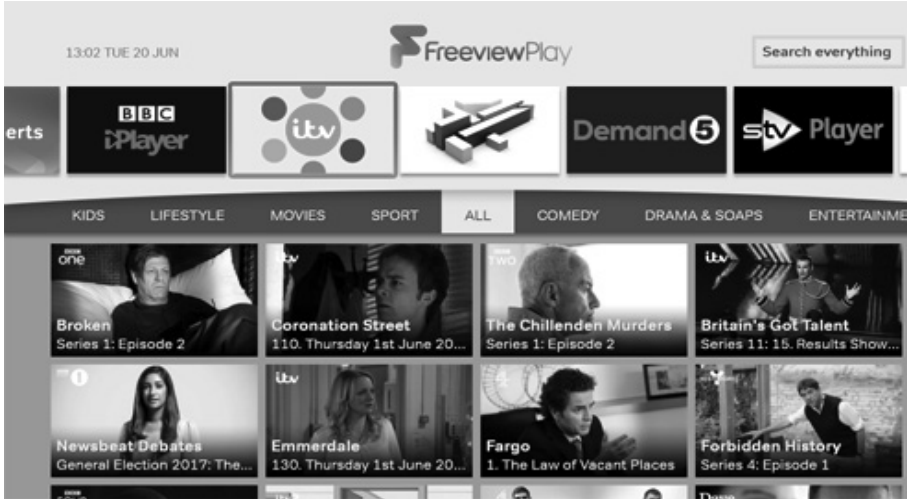 13:02 TUE 20 JUN
FreeviewPlay
Search everything
erts
BBC
iPlayer
itv
Demand 5
stv Player
KIDS LIFESTYLE MOVIES SPORT ALL COMEDY DRAMA & SOAPS ENTERTAINME
BBC
one
itv
BBC
TWO
itv
Broken
Series 1: Episode 2
Coronation Street
110. Thursday 1st June 20...
The Chillenden Murders
Series 1: Episode 2
Britain's Got Talent
Series 11: 15. Results Show...
1
itv
4
Newsbeat Debates
General Election 2017: The...
Emmerdale
130. Thursday 1st June 20...
Fargo
1. The Law of Vacant Places
Forbidden History
Series 4: Episode 1
itv
Dave